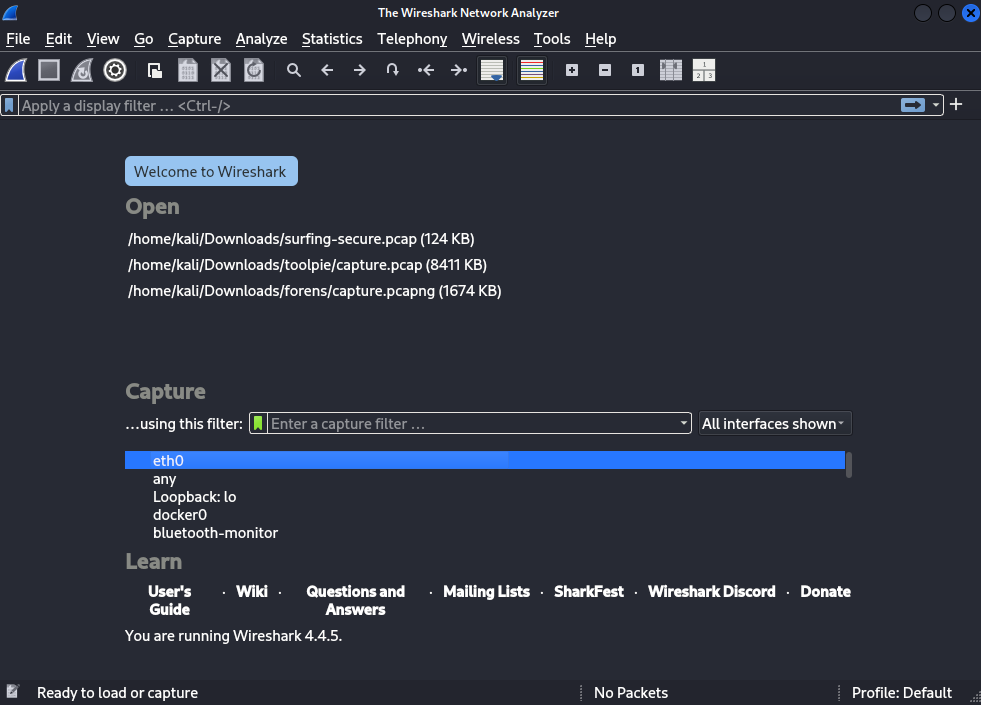 The Wireshark Network Analyzer
File Edit View Go Capture Analyze Statistics Telephony Wireless Tools Help
Apply a display filter … <Ctrl-/>
Welcome to Wireshark
Open
/home/kali/Downloads/surfing-secure.pcap (124 KB)
/home/kali/Downloads/toolpie/capture.pcap (8411 KB)
/home/kali/Downloads/forens/capture.pcapng (1674 KB)
Capture
…using this filter: Enter a capture filter … All interfaces shown
eth0
any
Loopback: lo
docker0
bluetooth-monitor
Learn
User's Guide · Wiki · Questions and Answers · Mailing Lists · SharkFest · Wireshark Discord · Donate
You are running Wireshark 4.4.5.
Ready to load or capture No Packets Profile: Default